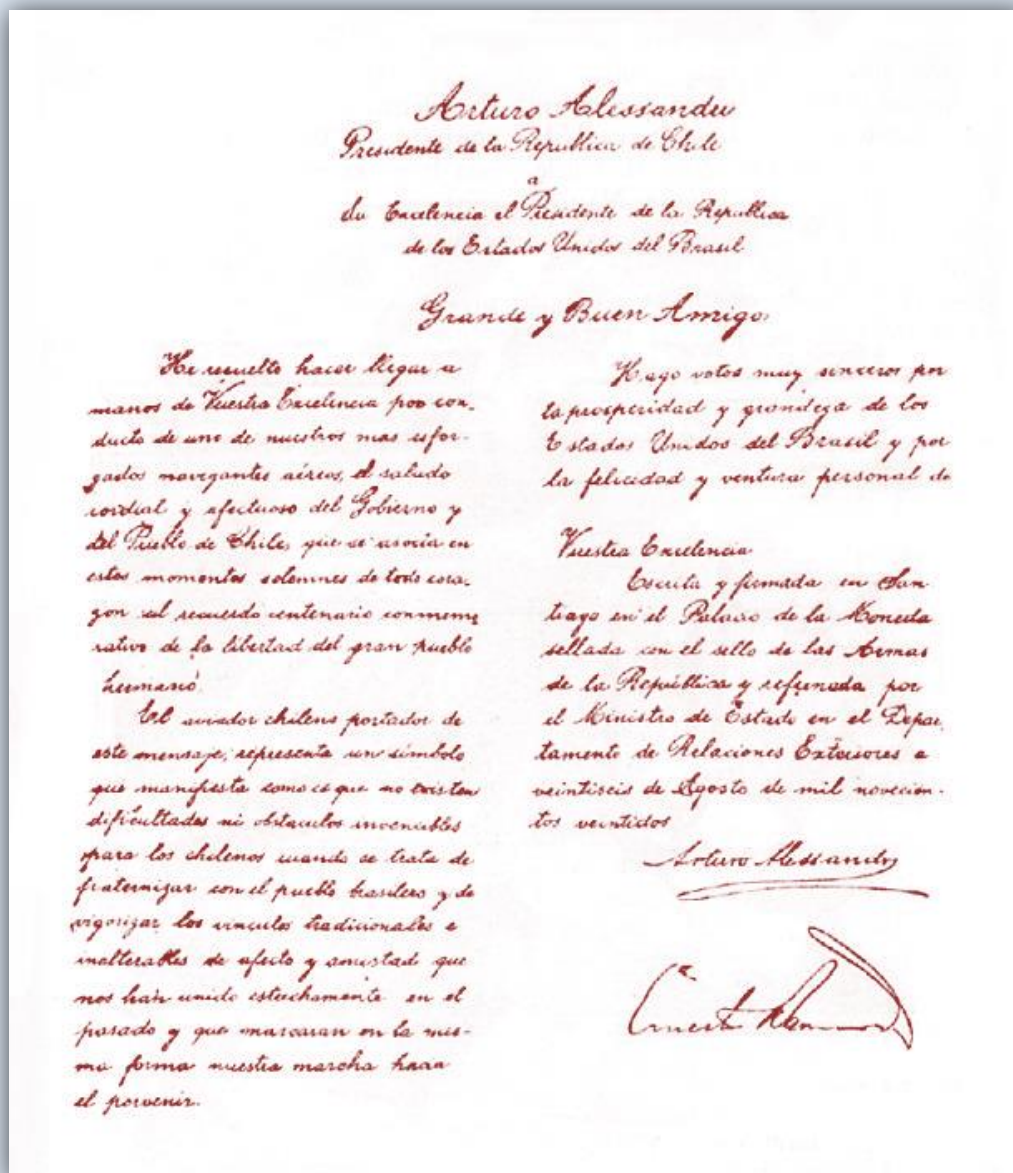 Arturo Alessandri
Presidente de la Republica de Chile
a
Su Excelencia el Presidente de la Republica
de los Estados Unidos del Brasil
Grande y Buen Amigo.
He resuelto hacer llegar a
manos de Vuestra Excelencia por con-
ducto de uno de nuestros mas esfor-
zados navegantes aéreos, el saludo
cordial y afectuoso del Gobierno y
del Pueblo de Chile, que se asocia en
estos momentos solemnes de todo cora-
zon al recuerdo centenario conmemo
rativo de la libertad del gran pueblo
hermano.
El aviador chileno portador de
este mensaje, representa un símbolo
que manifiesta como es que no existen
dificultades ni obstaculos invencibles
para los chilenos cuando se trata de
fraternizar con el pueblo brasilero y de
vigorizar los vinculos tradicionales e
inalterables de afecto y amistad que
nos han unido estrechamente en el
pasado y que marcaran en la mis-
ma forma nuestra marcha hacia
el porvenir.
Hago votos muy sinceros por
la prosperidad y grandeza de los
Estados Unidos del Brasil y por
la felicidad y ventura personal de
Vuestra Excelencia
Escrita y firmada en San
tiago en el Palacio de la Moneda
sellada con el sello de las Armas
de la República y refrendada por
el Ministro de Estado en el Depar
tamento de Relaciones Exteriores a
veintiseis de Agosto de mil novecien-
tos veintidos
Arturo Alessandri
Ernesto